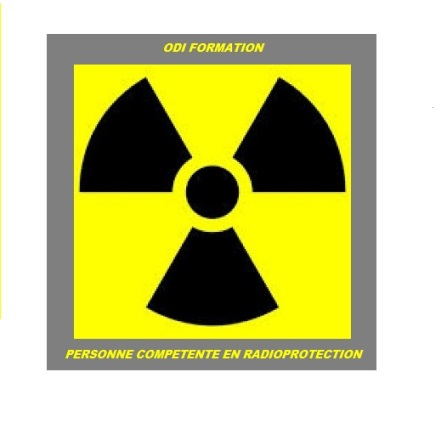 ODI FORMATION
PERSONNE COMPETENTE EN RADIOPROTECTION